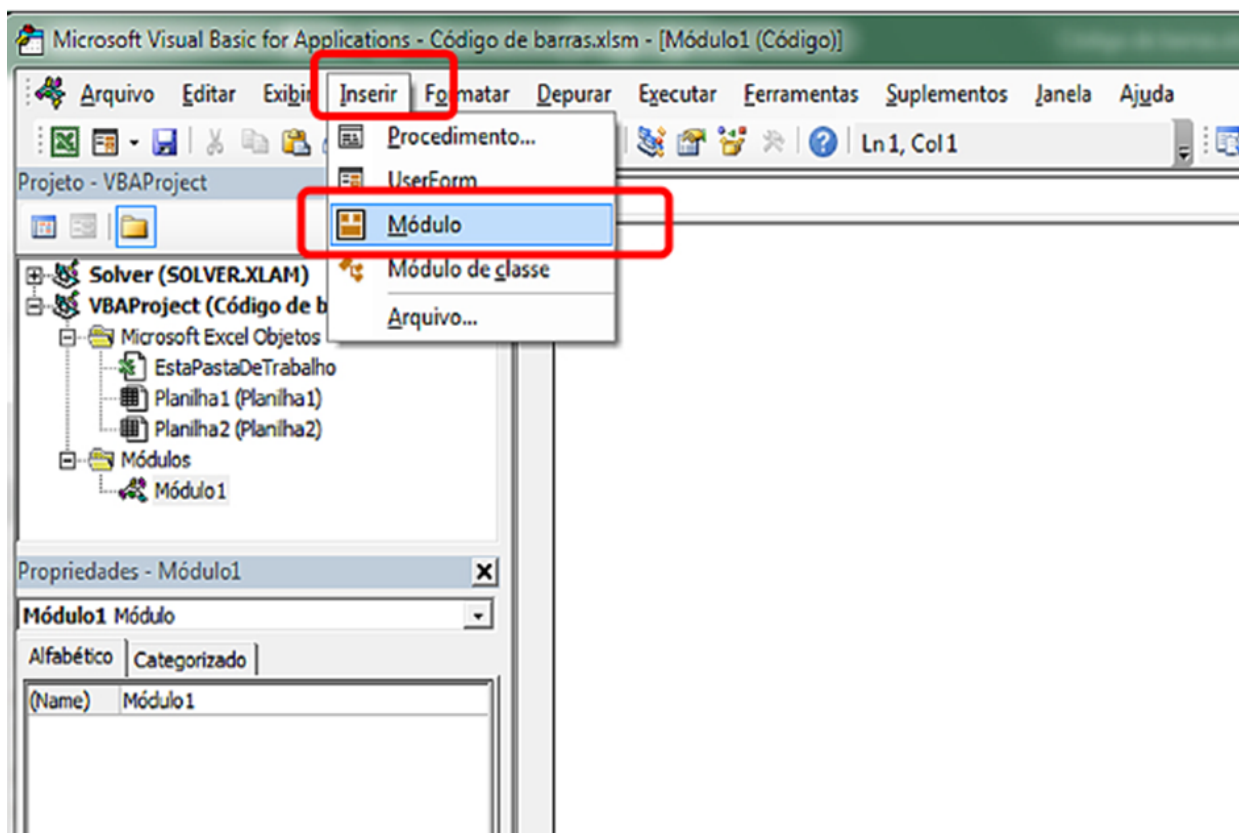 Microsoft Visual Basic for Applications - Código de barras.xlsm - [Módulo1 (Código)]
Arquivo Editar Exibir Inserir Formatar Depurar Executar Ferramentas Suplementos Janela Ajuda
Ln 1, Col 1
Procedimento...
UserForm
Módulo
Módulo de classe
Arquivo...
Projeto - VBAProject
Solver (SOLVER.XLAM)
VBAProject (Código de b
Microsoft Excel Objetos
EstaPastaDeTrabalho
Planilha1 (Planilha1)
Planilha2 (Planilha2)
Módulos
Módulo1
Propriedades - Módulo1
Módulo1 Módulo
Alfabético Categorizado
(Name) Módulo1